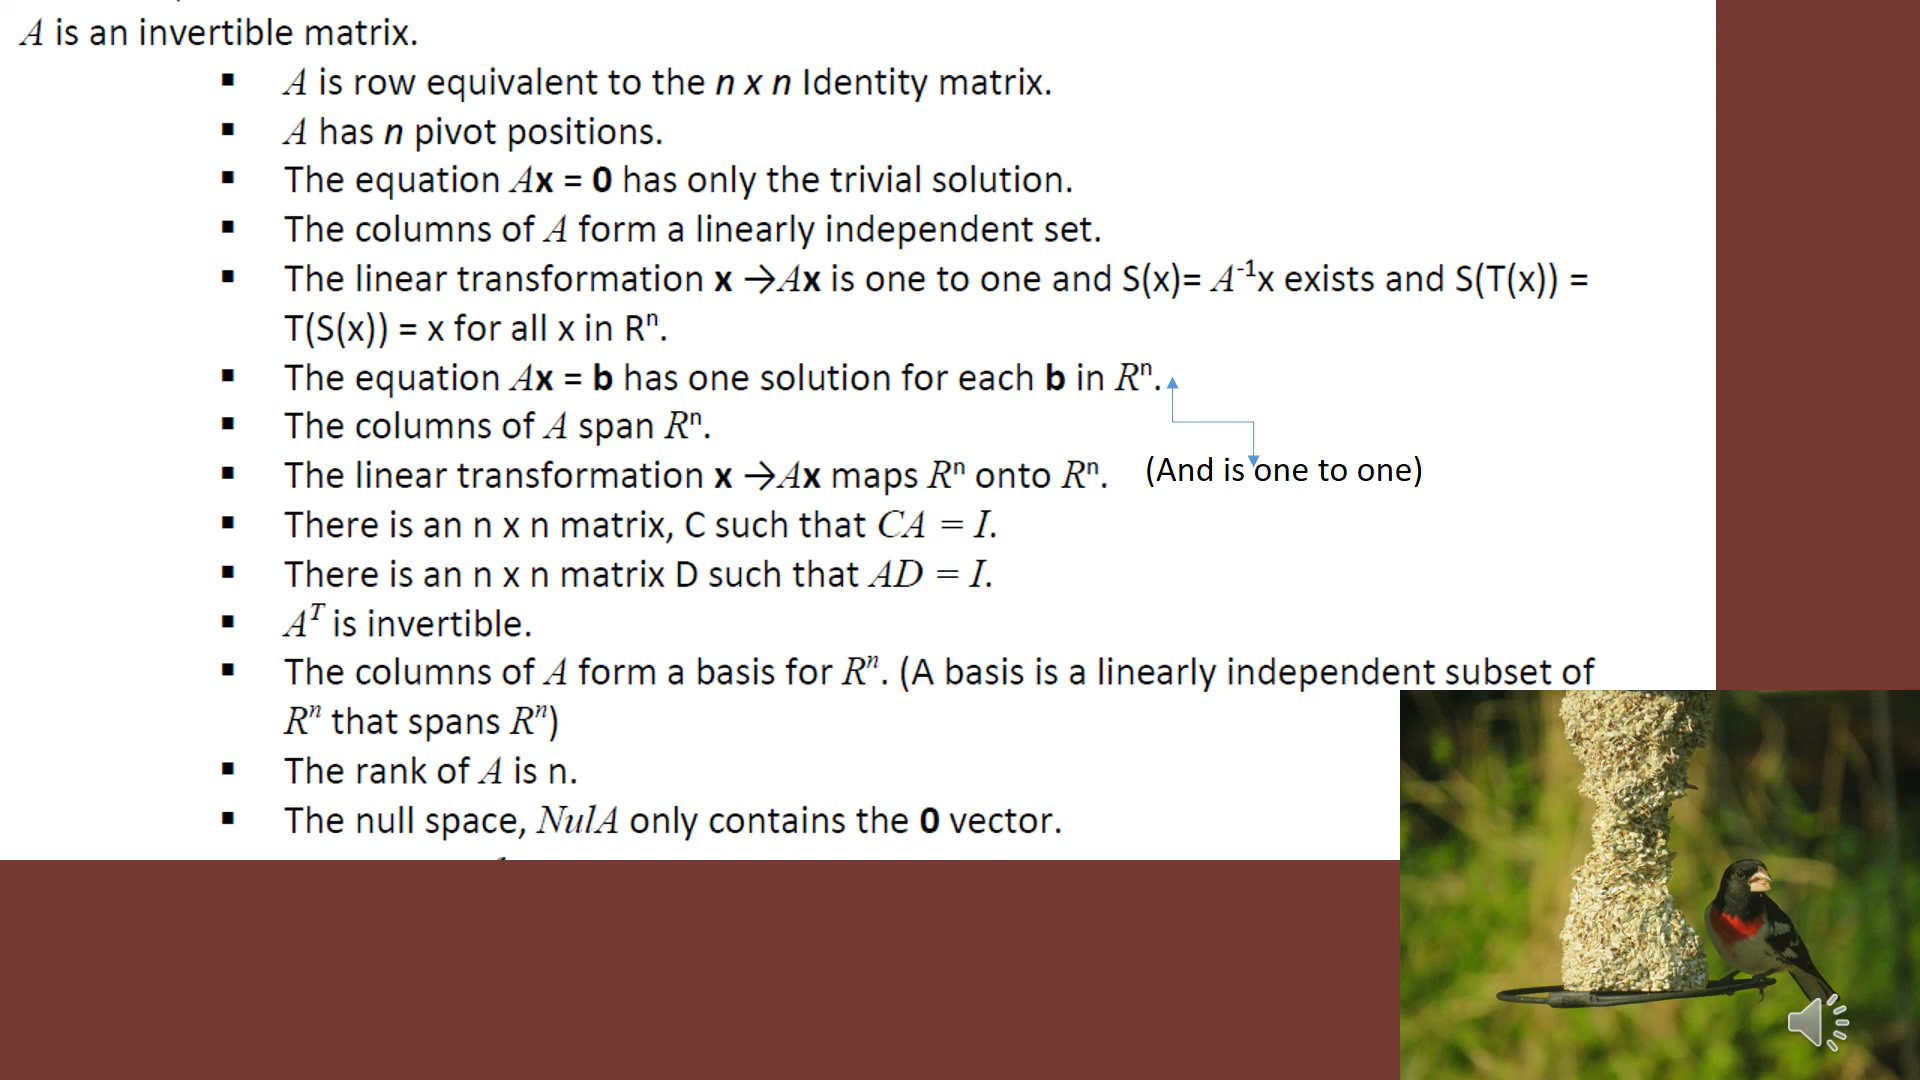 A is an invertible matrix.
▪ A is row equivalent to the n x n Identity matrix.
▪ A has n pivot positions.
▪ The equation Ax = 0 has only the trivial solution.
▪ The columns of A form a linearly independent set.
▪ The linear transformation x →Ax is one to one and S(x)= A⁻¹x exists and S(T(x)) =
T(S(x)) = x for all x in Rⁿ.
▪ The equation Ax = b has one solution for each b in Rⁿ.
▪ The columns of A span Rⁿ.
▪ The linear transformation x →Ax maps Rⁿ onto Rⁿ. (And is one to one)
▪ There is an n x n matrix, C such that CA = I.
▪ There is an n x n matrix D such that AD = I.
▪ Aᵀ is invertible.
▪ The columns of A form a basis for Rⁿ. (A basis is a linearly independent subset of
Rⁿ that spans Rⁿ)
▪ The rank of A is n.
▪ The null space, NulA only contains the 0 vector.